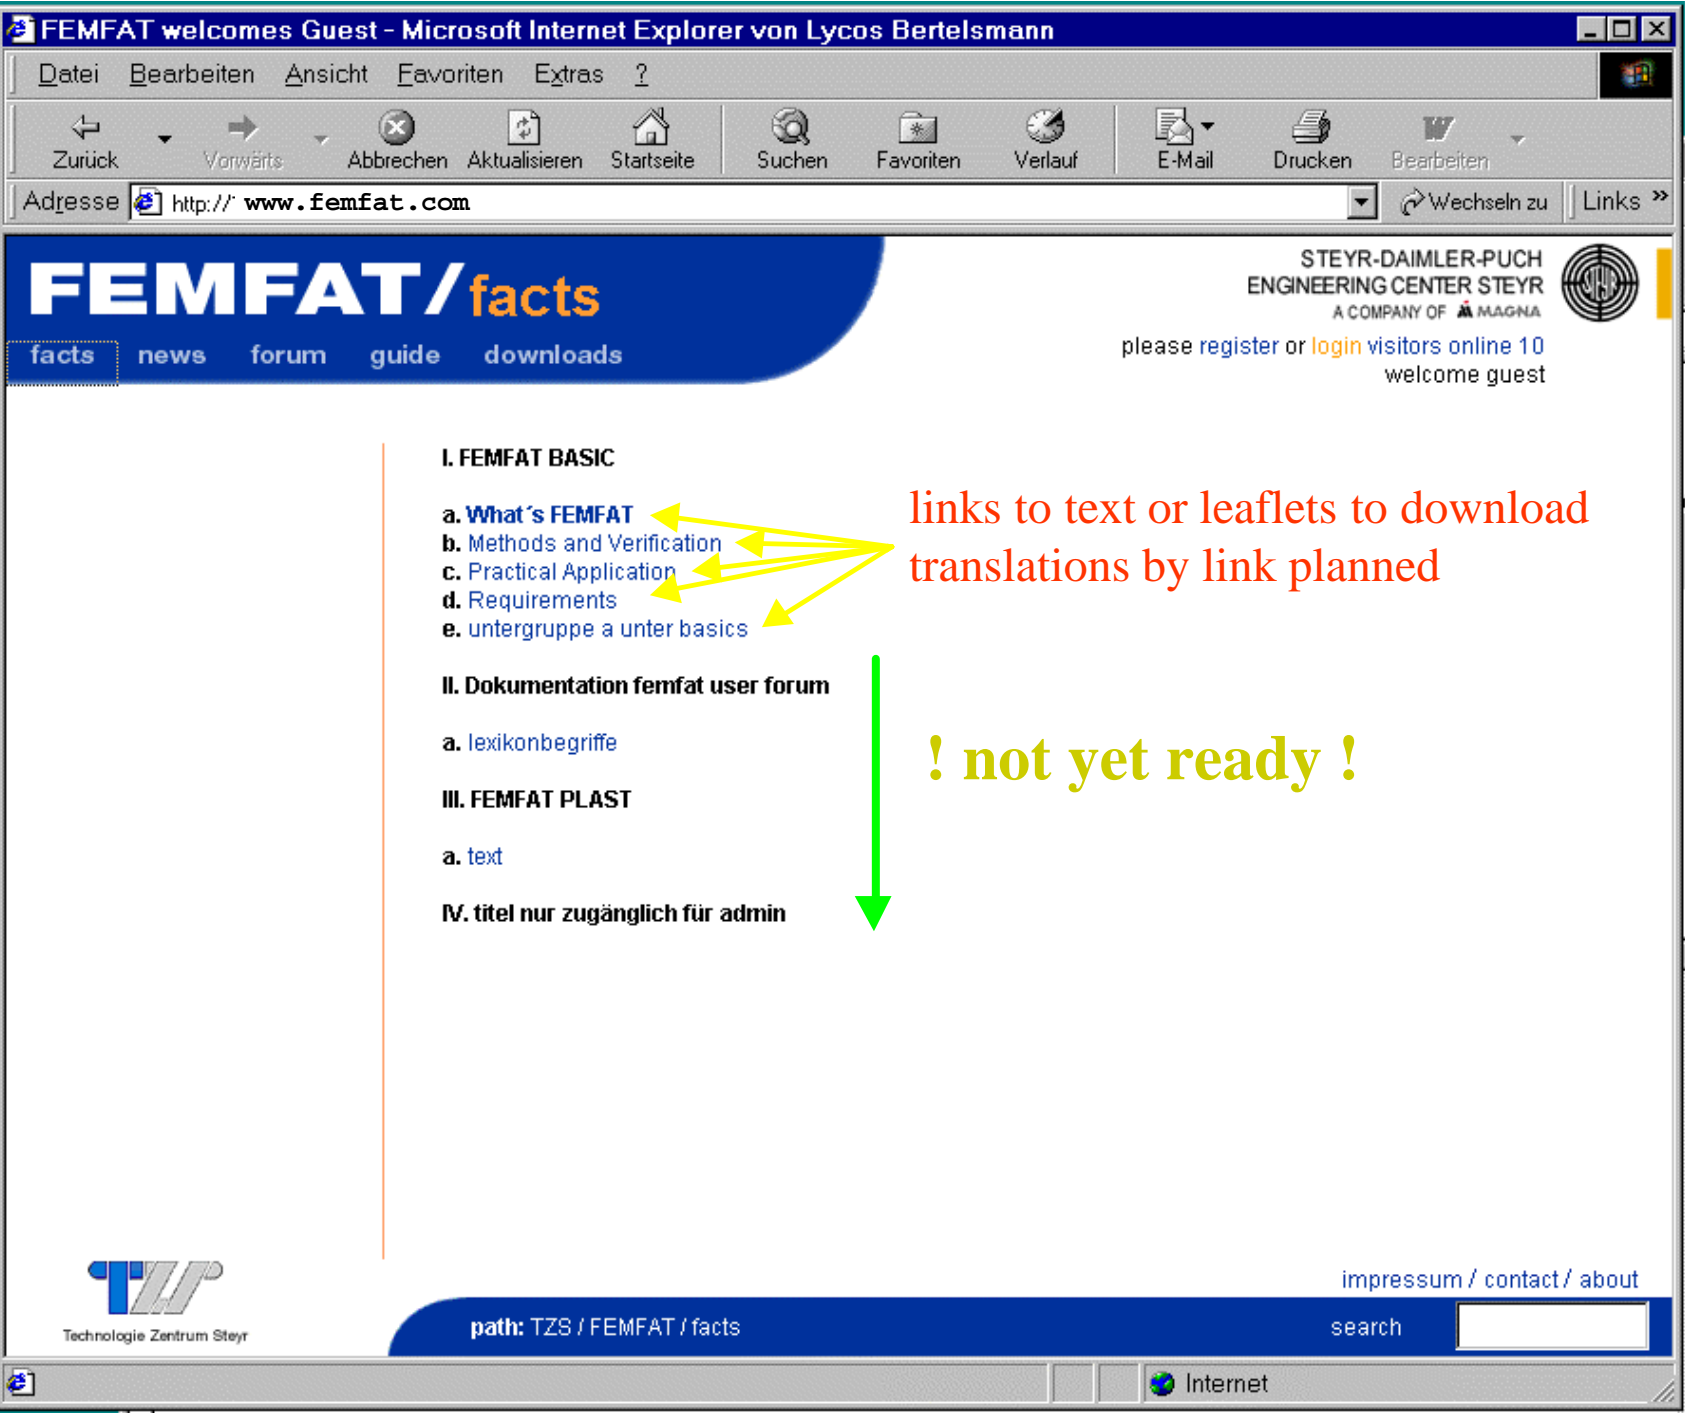 FEMFAT welcomes Guest - Microsoft Internet Explorer von Lycos Bertelsmann
Datei Bearbeiten Ansicht Favoriten Extras ?
Zurück Vorwärts Abbrechen Aktualisieren Startseite Suchen Favoriten Verlauf E-Mail Drucken Bearbeiten
Adresse http:// www.femfat.com Wechseln zu Links »
FEMFAT/facts
facts news forum guide downloads
STEYR-DAIMLER-PUCH
ENGINEERING CENTER STEYR
A COMPANY OF MAGNA
STEYR
please register or login visitors online 10
welcome guest
I. FEMFAT BASIC
a. What´s FEMFAT
b. Methods and Verification
c. Practical Application
d. Requirements
e. untergruppe a unter basics
links to text or leaflets to download
translations by link planned
II. Dokumentation femfat user forum
a. lexikonbegriffe
! not yet ready !
III. FEMFAT PLAST
a. text
IV. titel nur zugänglich für admin
TZS
Technologie Zentrum Steyr
impressum / contact / about
path: TZS / FEMFAT / facts
search
Internet